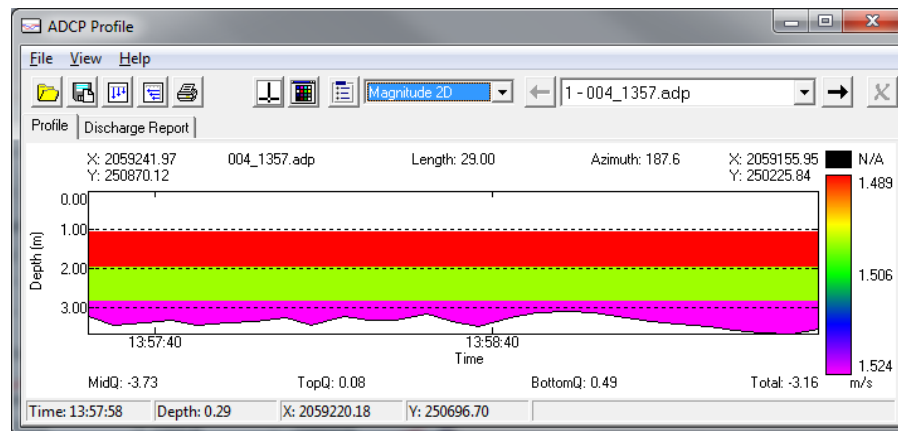 ADCP Profile
File View Help
Magnitude 2D 1 - 004_1357.adp
Profile Discharge Report
X: 2059241.97 004_1357.adp Length: 29.00 Azimuth: 187.6 X: 2059155.95 N/A
Y: 250870.12 Y: 250225.84
1.489
0.00
1.00
Depth (m)
2.00
1.506
3.00
13:57:40 13:58:40
Time
1.524
MidQ: -3.73 TopQ: 0.08 BottomQ: 0.49 Total: -3.16 m/s
Time: 13:57:58 Depth: 0.29 X: 2059220.18 Y: 250696.70